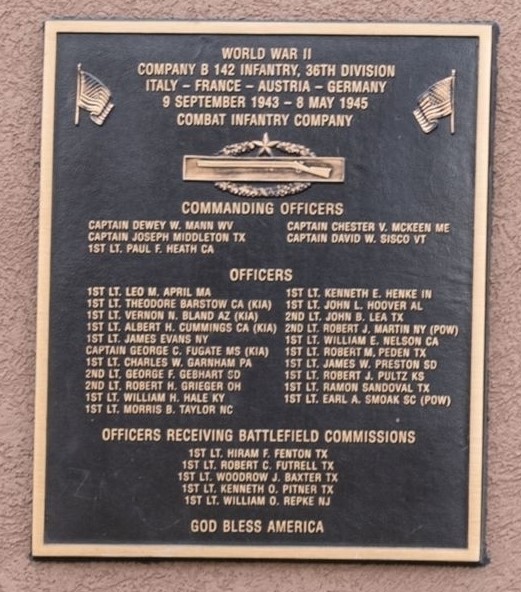 WORLD WAR II
COMPANY B 142 INFANTRY, 36TH DIVISION
ITALY – FRANCE – AUSTRIA – GERMANY
9 SEPTEMBER 1943 – 8 MAY 1945
COMBAT INFANTRY COMPANY
COMMANDING OFFICERS
CAPTAIN DEWEY W. MANN WV
CAPTAIN JOSEPH MIDDLETON TX
1ST LT. PAUL F. HEATH CA
CAPTAIN CHESTER V. MCKEEN ME
CAPTAIN DAVID W. SISCO VT
OFFICERS
1ST LT. LEO M. APRIL MA
1ST LT. THEODORE BARSTOW CA (KIA)
1ST LT. VERNON N. BLAND AZ (KIA)
1ST LT. ALBERT H. CUMMINGS CA (KIA)
1ST LT. JAMES EVANS NY
CAPTAIN GEORGE C. FUGATE MS (KIA)
1ST LT. CHARLES W. GARNHAM PA
2ND LT. GEORGE F. GEBHART SD
2ND LT. ROBERT H. GRIEGER OH
1ST LT. WILLIAM H. HALE KY
1ST LT. MORRIS B. TAYLOR NC
1ST LT. KENNETH E. HENKE IN
1ST LT. JOHN L. HOOVER AL
2ND LT. JOHN B. LEA TX
2ND LT. ROBERT J. MARTIN NY (POW)
1ST LT. WILLIAM E. NELSON CA
1ST LT. ROBERT M. PEDEN TX
1ST LT. JAMES W. PRESTON SD
1ST LT. ROBERT J. PULTZ KS
1ST LT. RAMON SANDOVAL TX
1ST LT. EARL A. SMOAK SC (POW)
OFFICERS RECEIVING BATTLEFIELD COMMISSIONS
1ST LT. HIRAM F. FENTON TX
1ST LT. ROBERT C. FUTRELL TX
1ST LT. WOODROW J. BAXTER TX
1ST LT. KENNETH O. PITNER TX
1ST LT. WILLIAM O. REPKE NJ
GOD BLESS AMERICA